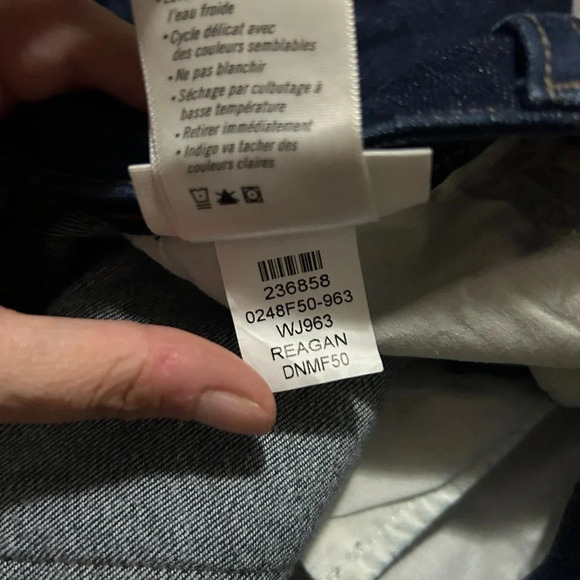 l'eau froide
• Cycle délicat avec
des couleurs semblables
• Ne pas blanchir
• Séchage par culbutage à
basse température
• Retirer immédiatement
• Indigo va tacher des
couleurs claires
236858
0248F50-963
WJ963
REAGAN
DNMF50